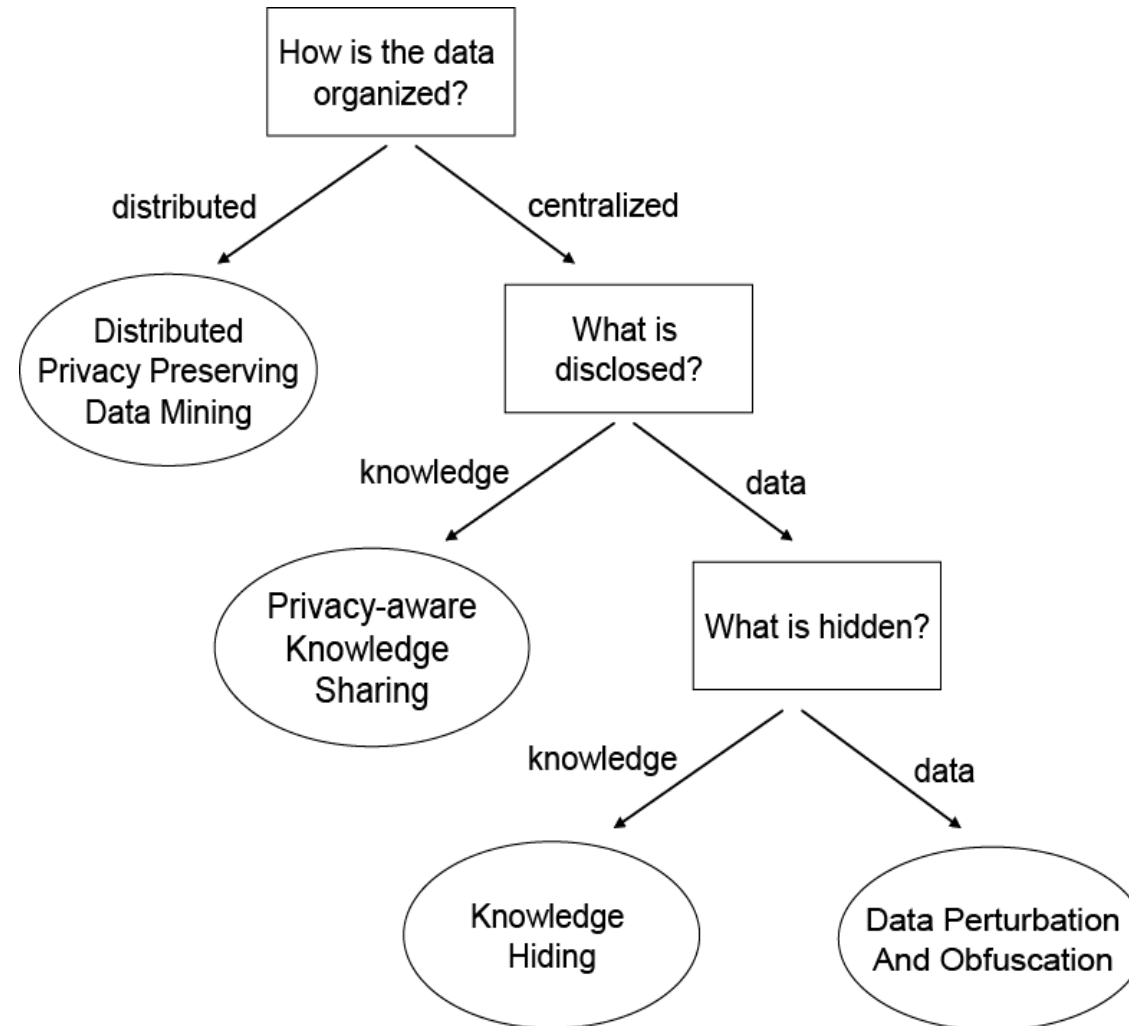 How is the data
organized?
distributed
centralized
Distributed
Privacy Preserving
Data Mining
What is
disclosed?
knowledge
data
Privacy-aware
Knowledge
Sharing
What is hidden?
knowledge
data
Knowledge
Hiding
Data Perturbation
And Obfuscation